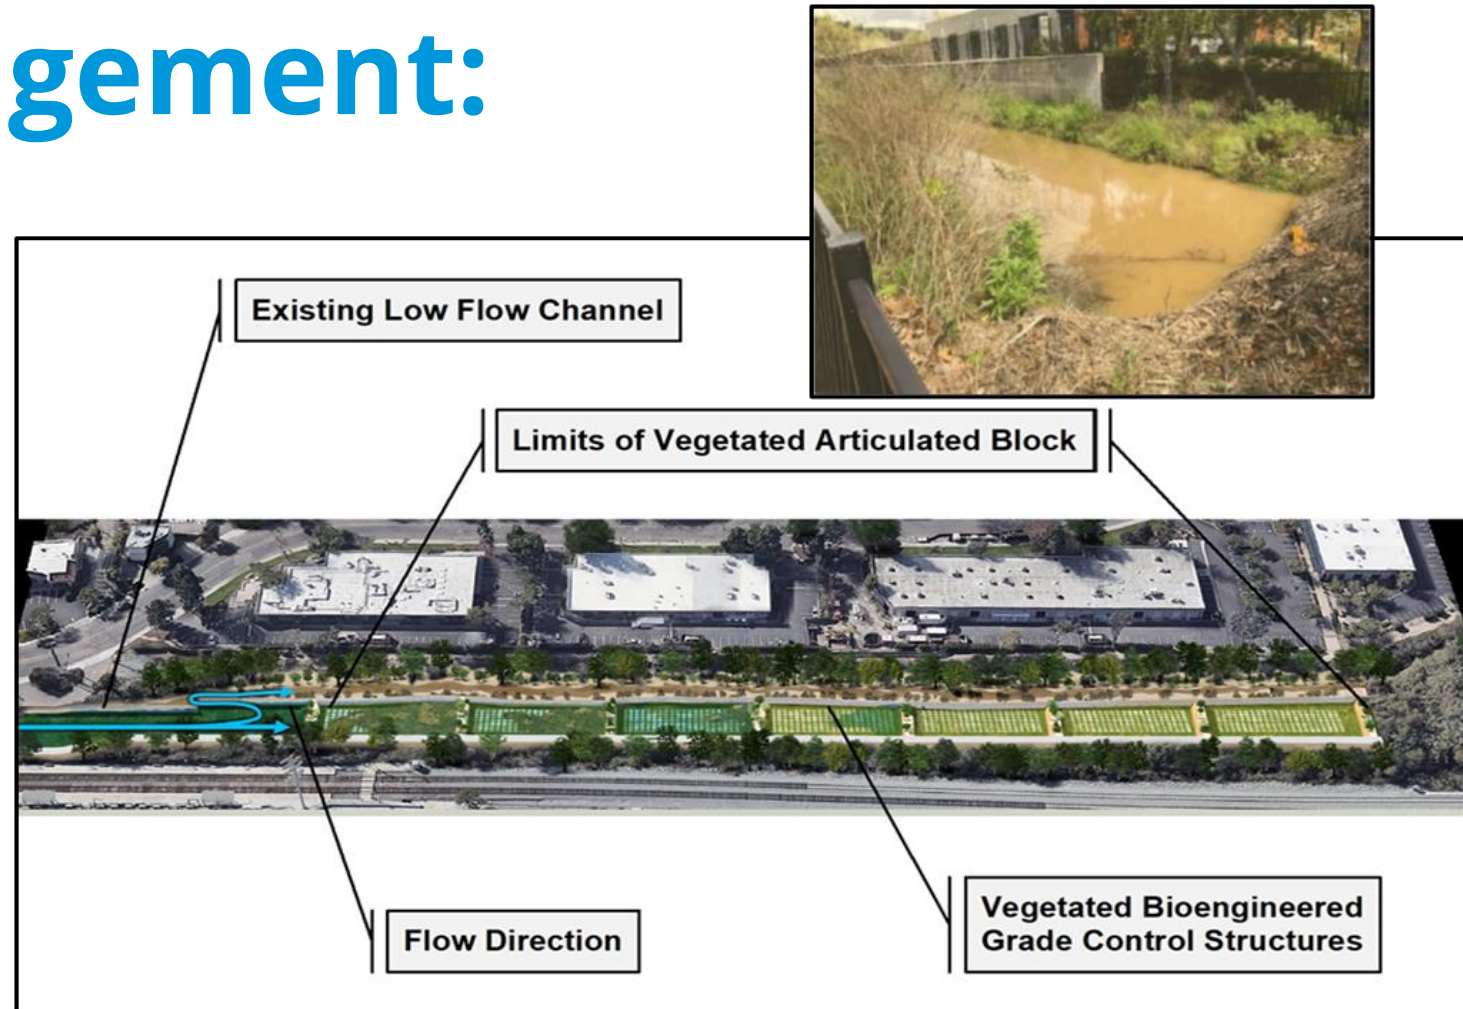 gement:
Existing Low Flow Channel
Limits of Vegetated Articulated Block
Flow Direction
Vegetated Bioengineered
Grade Control Structures